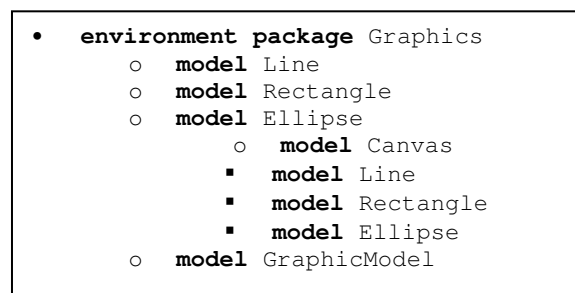 • environment package Graphics
o model Line
o model Rectangle
o model Ellipse
o model Canvas
▪ model Line
▪ model Rectangle
▪ model Ellipse
o model GraphicModel